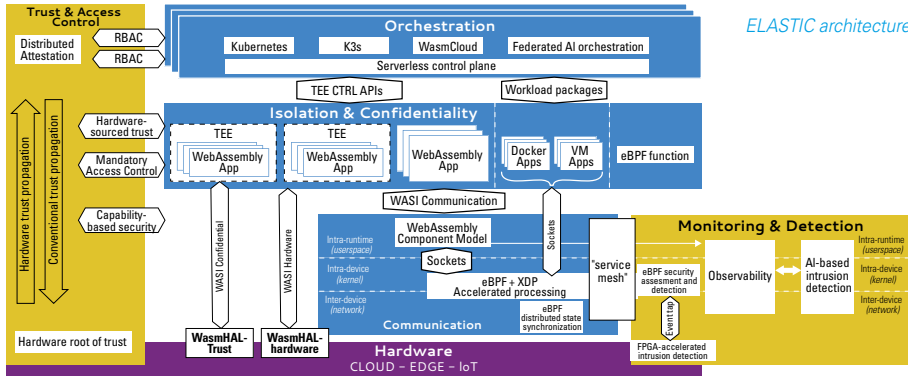 Trust & Access
Control
Distributed
Attestation
RBAC
RBAC
Orchestration
Kubernetes
K3s
WasmCloud
Federated AI orchestration
Serverless control plane
ELASTIC architecture
TEE CTRL APIs
Workload packages
Hardware trust propagation
Conventional trust propagation
Hardware-
sourced trust
Mandatory
Access Control
Capability-
based security
Isolation & Confidentiality
TEE
WebAssembly
App
TEE
WebAssembly
App
WebAssembly
App
Docker
Apps
VM
Apps
eBPF function
WASI Communication
WASI Confidential
WASI Hardware
Sockets
WebAssembly
Component Model
Intra-runtime
(userspace)
Sockets
Intra-device
(kernel)
eBPF + XDP
Accelerated processing
Inter-device
(network)
eBPF
distributed state
synchronization
Communication
"service
mesh"
Monitoring & Detection
Intra-runtime
(userspace)
eBPF security
assesment and
detection
Observability
AI-based
intrusion
detection
Intra-device
(kernel)
Inter-device
(network)
Event tap
FPGA-accelerated
intrusion detection
Hardware root of trust
WasmHAL-
Trust
WasmHAL-
hardware
Hardware
CLOUD – EDGE – IoT